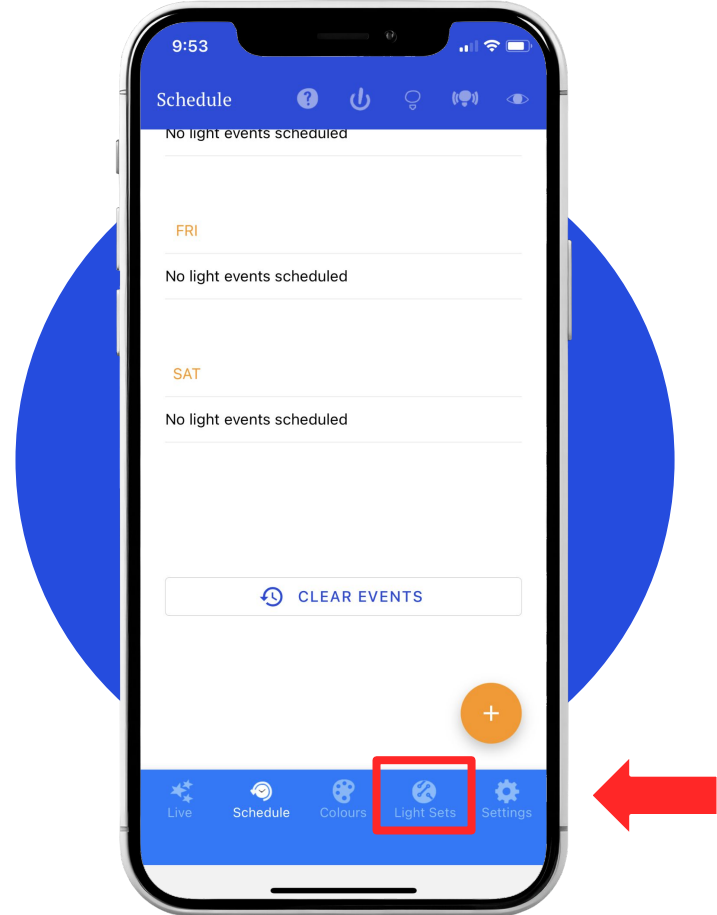 9:53
Schedule
No light events scheduled
FRI
No light events scheduled
SAT
No light events scheduled
CLEAR EVENTS
+
Live Schedule Colours Light Sets Settings